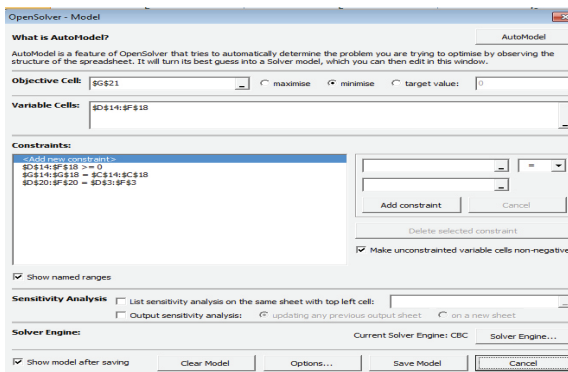 OpenSolver - Model
What is AutoModel?
AutoModel
AutoModel is a feature of OpenSolver that tries to automatically determine the problem you are trying to optimise by observing the
structure of the spreadsheet. It will turn its best guess into a Solver model, which you can then edit in this window.
Objective Cell: $G$21 _ maximise minimise target value: 0
Variable Cells: $D$14:$F$18
Constraints:
<Add new constraint>
$D$14:$F$18 >= 0
$G$14:$G$18 = $C$14:$C$18
$D$20:$F$20 = $D$3:$F$3
=
Add constraint Cancel
Delete selected constraint
Make unconstrainted variable cells non-negative
Show named ranges
Sensitivity Analysis List sensitivity analysis on the same sheet with top left cell:
Output sensitivity analysis: updating any previous output sheet on a new sheet
Solver Engine: Current Solver Engine: CBC Solver Engine...
Show model after saving Clear Model Options... Save Model Cancel